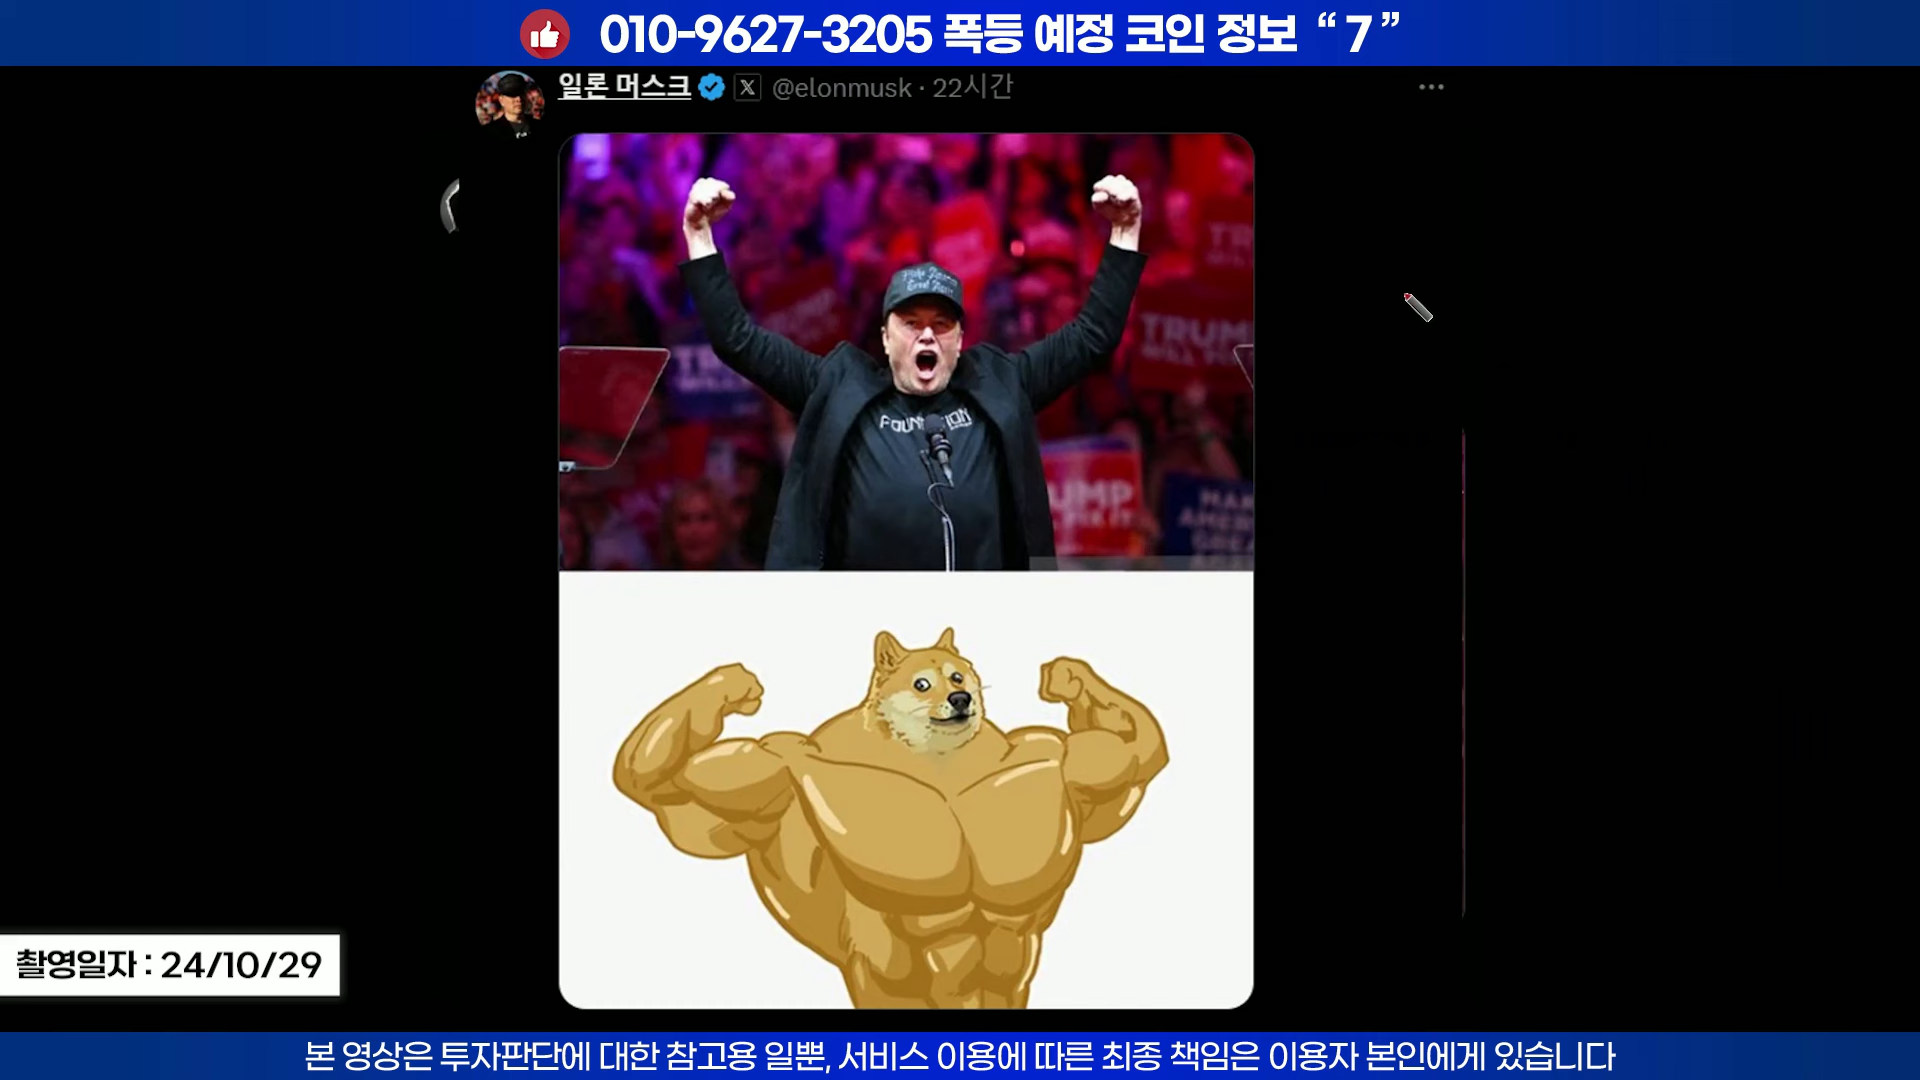 010-9627-3205 폭등 예정 코인 정보 “ 7 ”
일론 머스크 @elonmusk · 22시간
FOUNDATION
TRUMP
촬영일자 : 24/10/29
본 영상은 투자판단에 대한 참고용 일뿐, 서비스 이용에 따른 최종 책임은 이용자 본인에게 있습니다